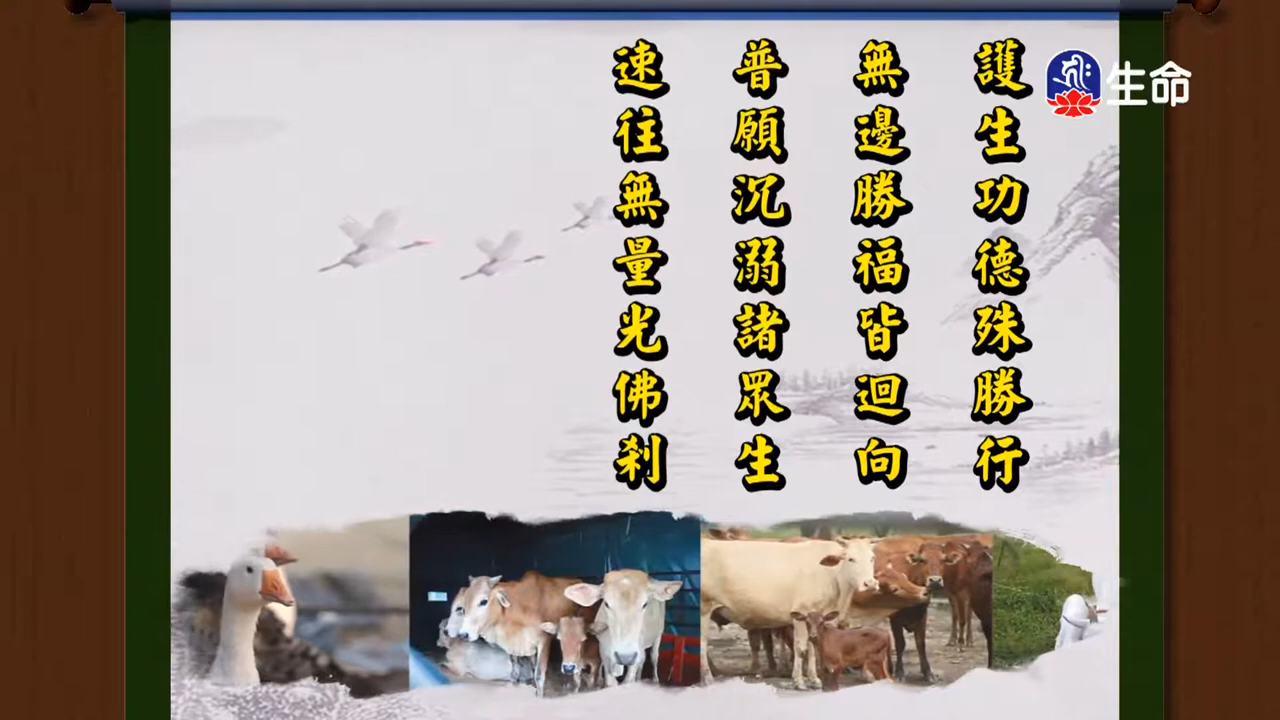 護生功德殊勝行
無邊勝福皆迴向
普願沉溺諸眾生
速往無量光佛剎
生命